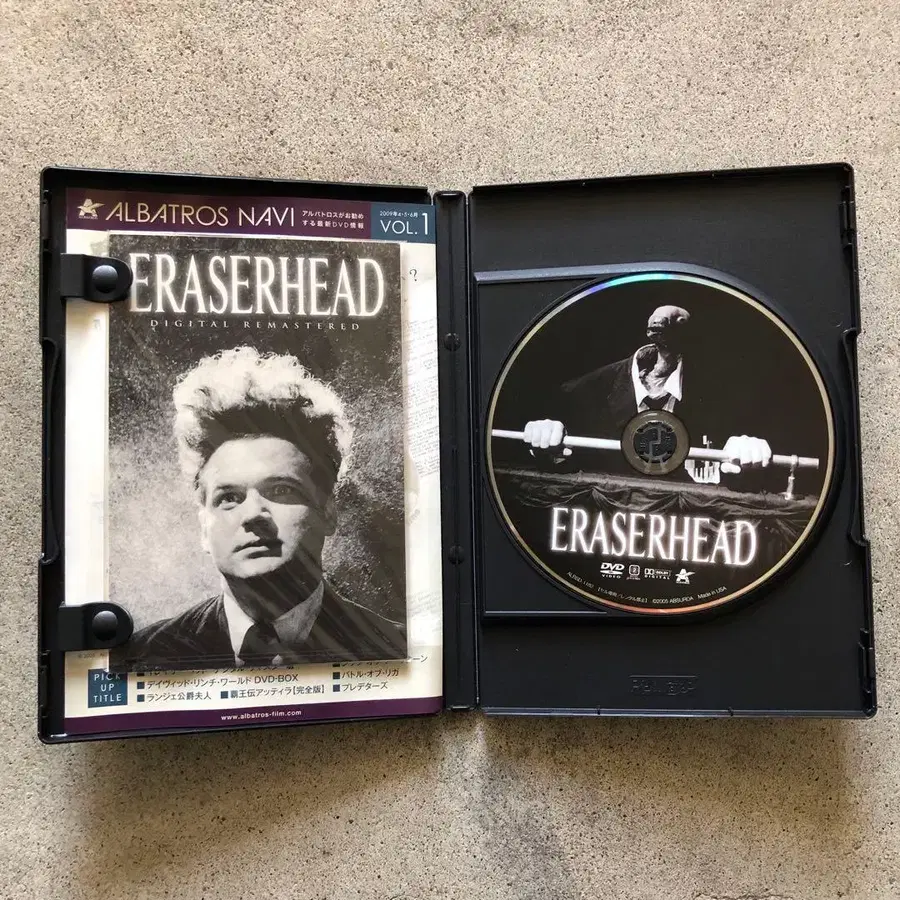 ALBATROS NAVI
アルバトロスがお勧め
する最新DVD情報
2009年4・5・6月
VOL.1
?
ERASERHEAD
DIGITAL REMASTERED
PICK
UP
TITLE
■デイヴィッド・リンチ・ワールド DVD-BOX
■バトル・オブ・リガ
■ランジェ公爵夫人 ■覇王伝アッティラ【完全版】
■プレデターズ
www.albatros-film.com
ERASERHEAD
DVD
VIDEO
2
DOLBY
DIGITAL
©2005 ABSURDA Made in USA